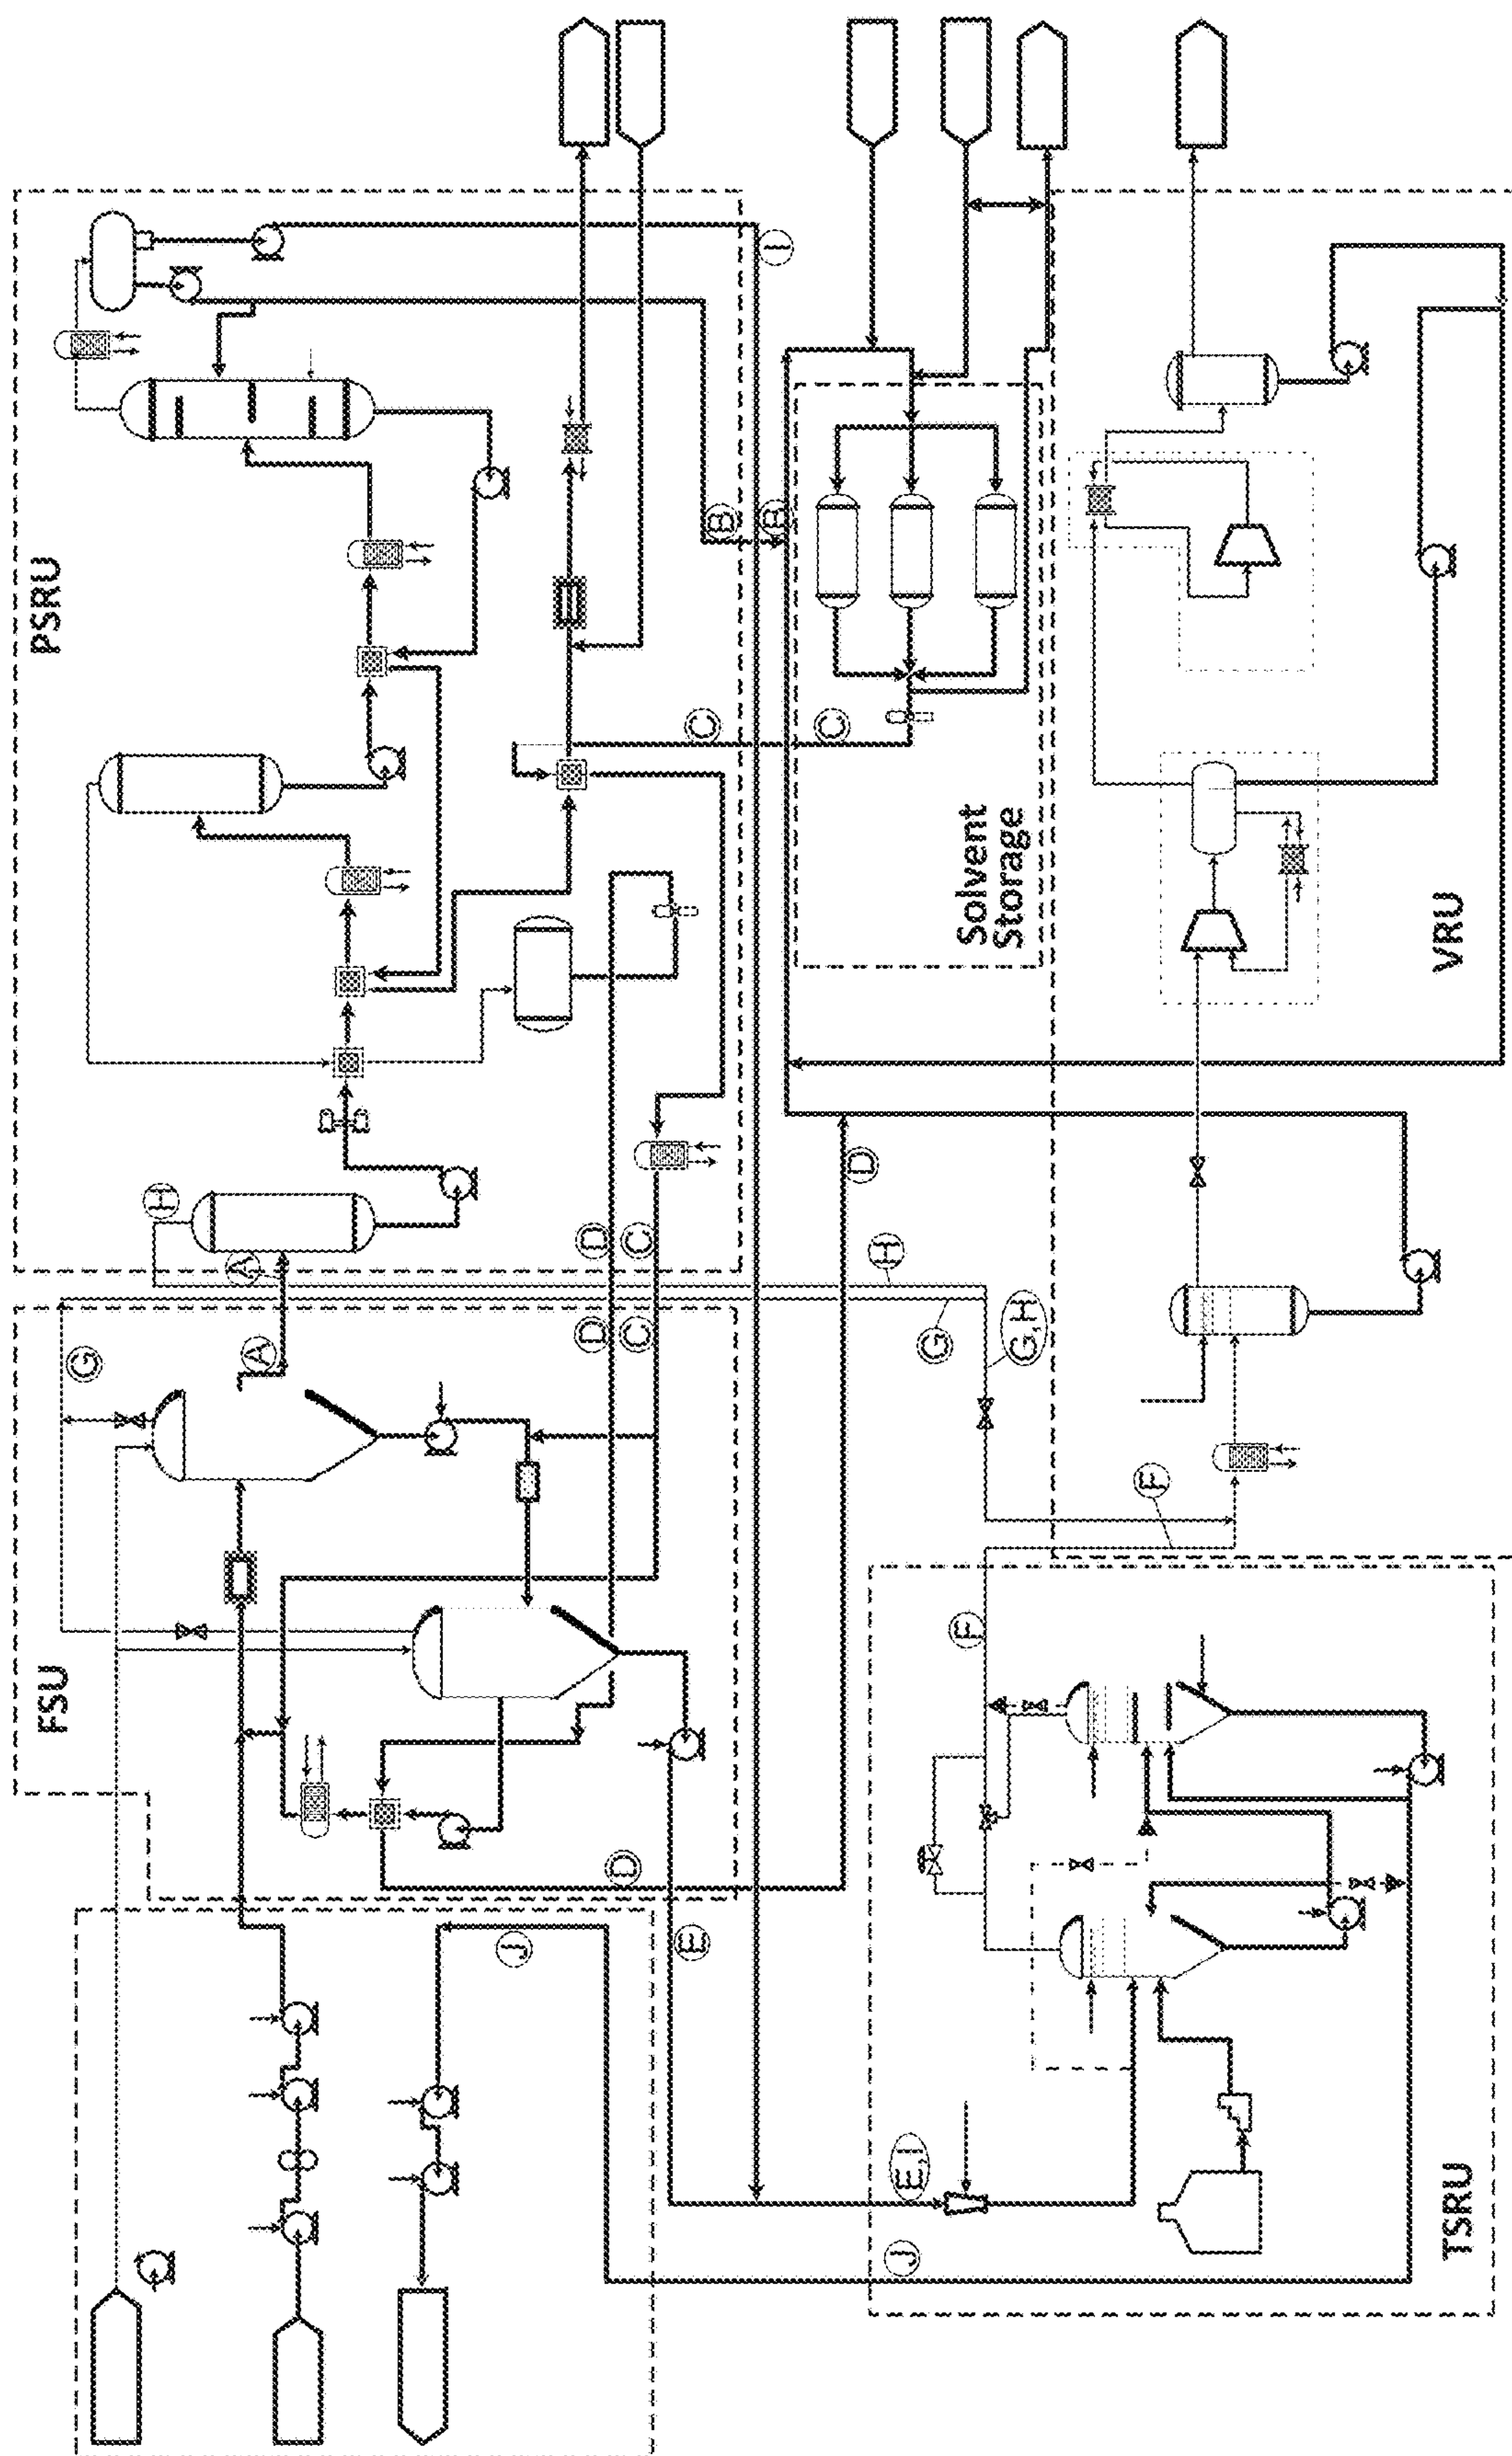 PSRU
I
B
B
C
C
Solvent
Storage
VRU
H
D
A
D
C
H
G
A
D
C
G
G,H
F
F
FSU
D
J
E
E,I
J
TSRU